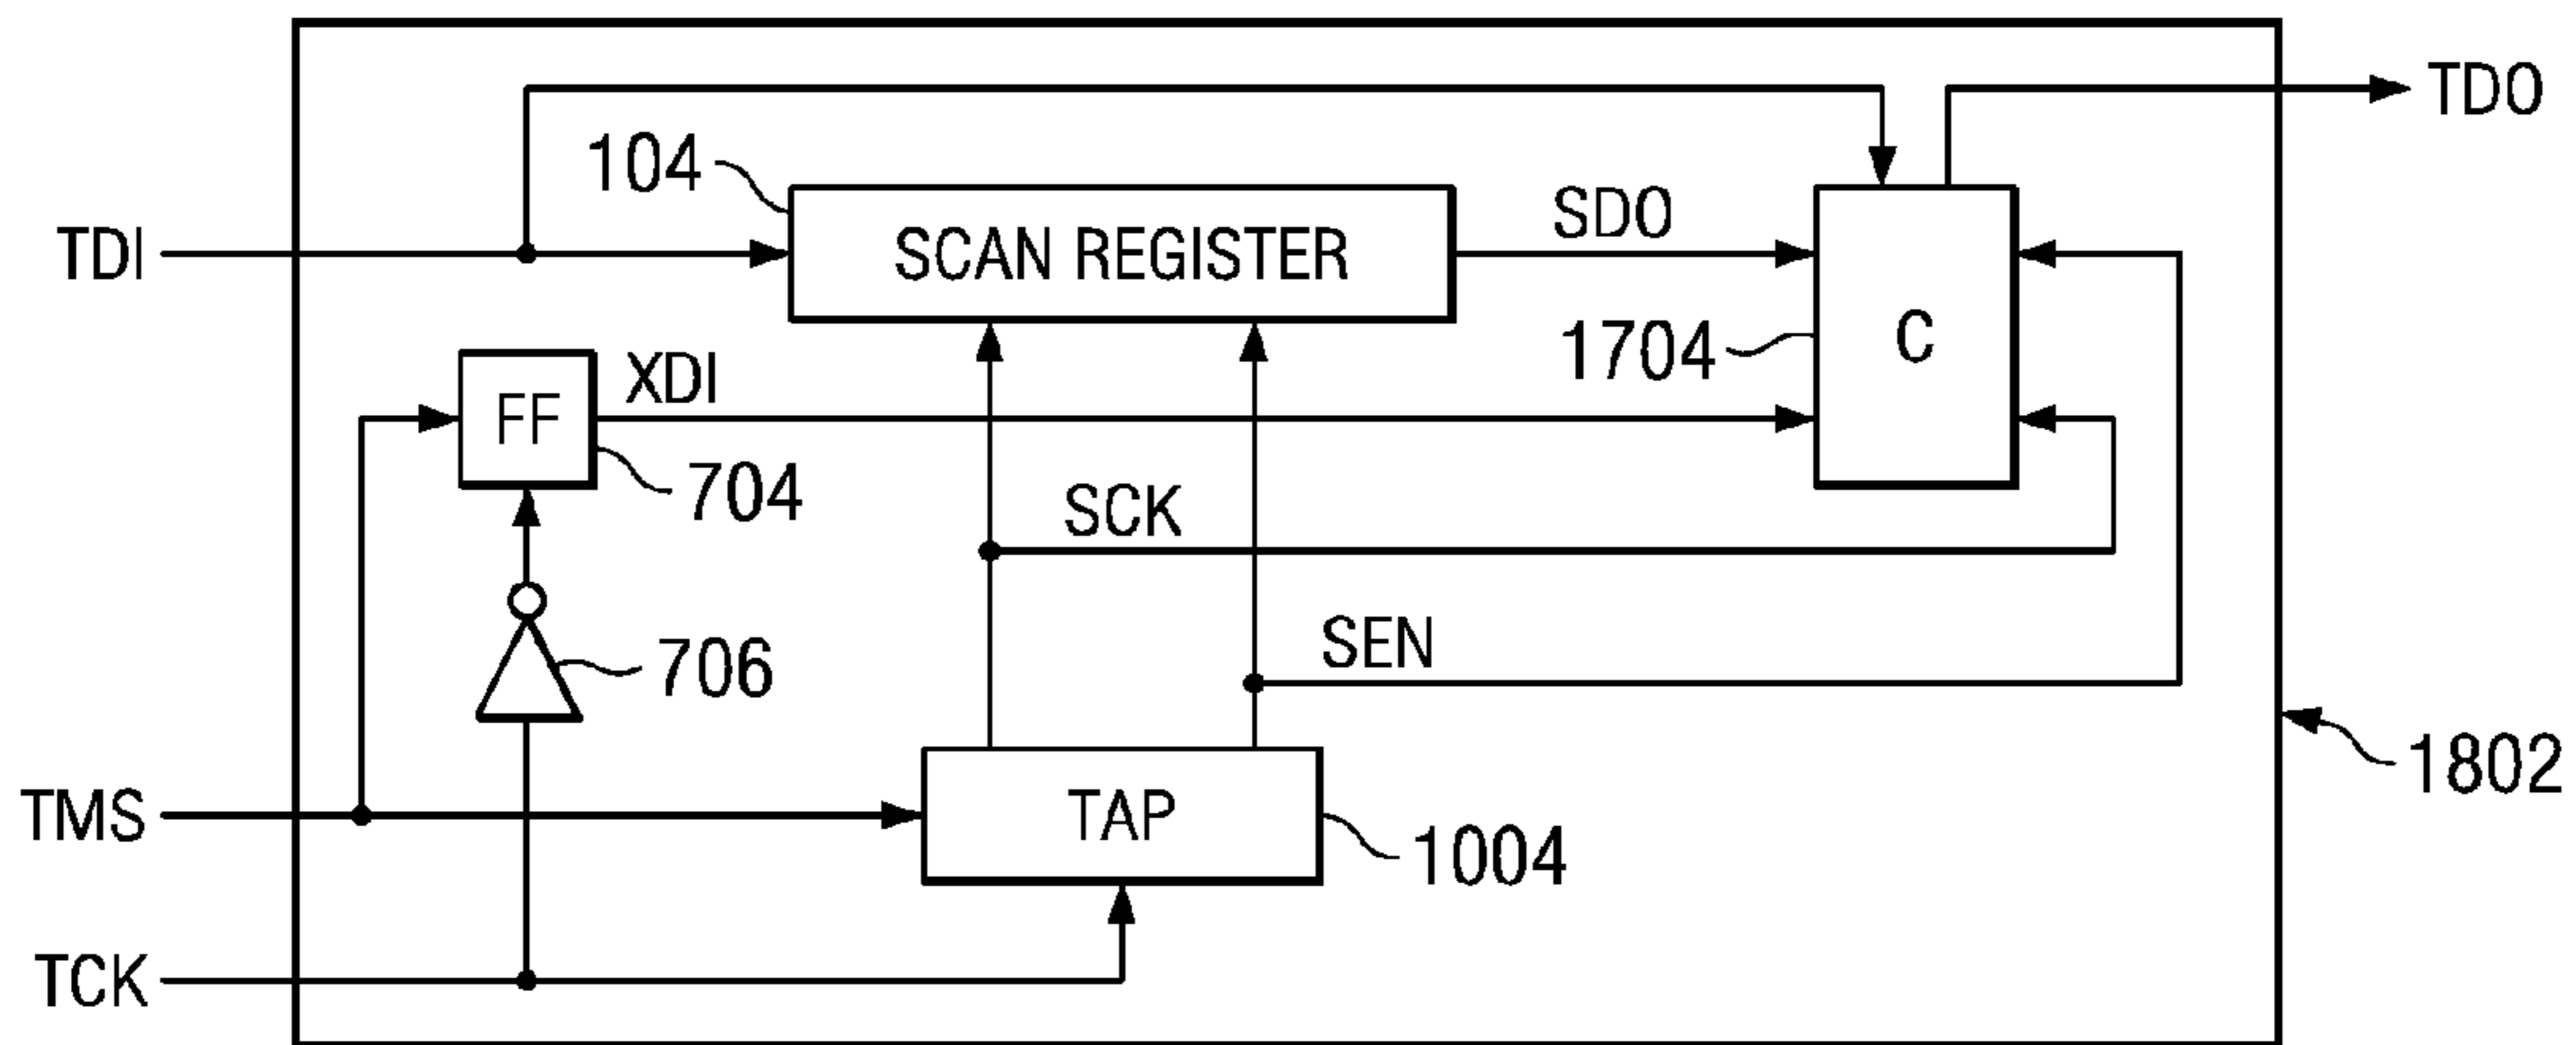 TDO
104
SDO
TDI
SCAN REGISTER
1704
C
XDI
FF
704
SCK
SEN
706
1802
TMS
TAP
1004
TCK